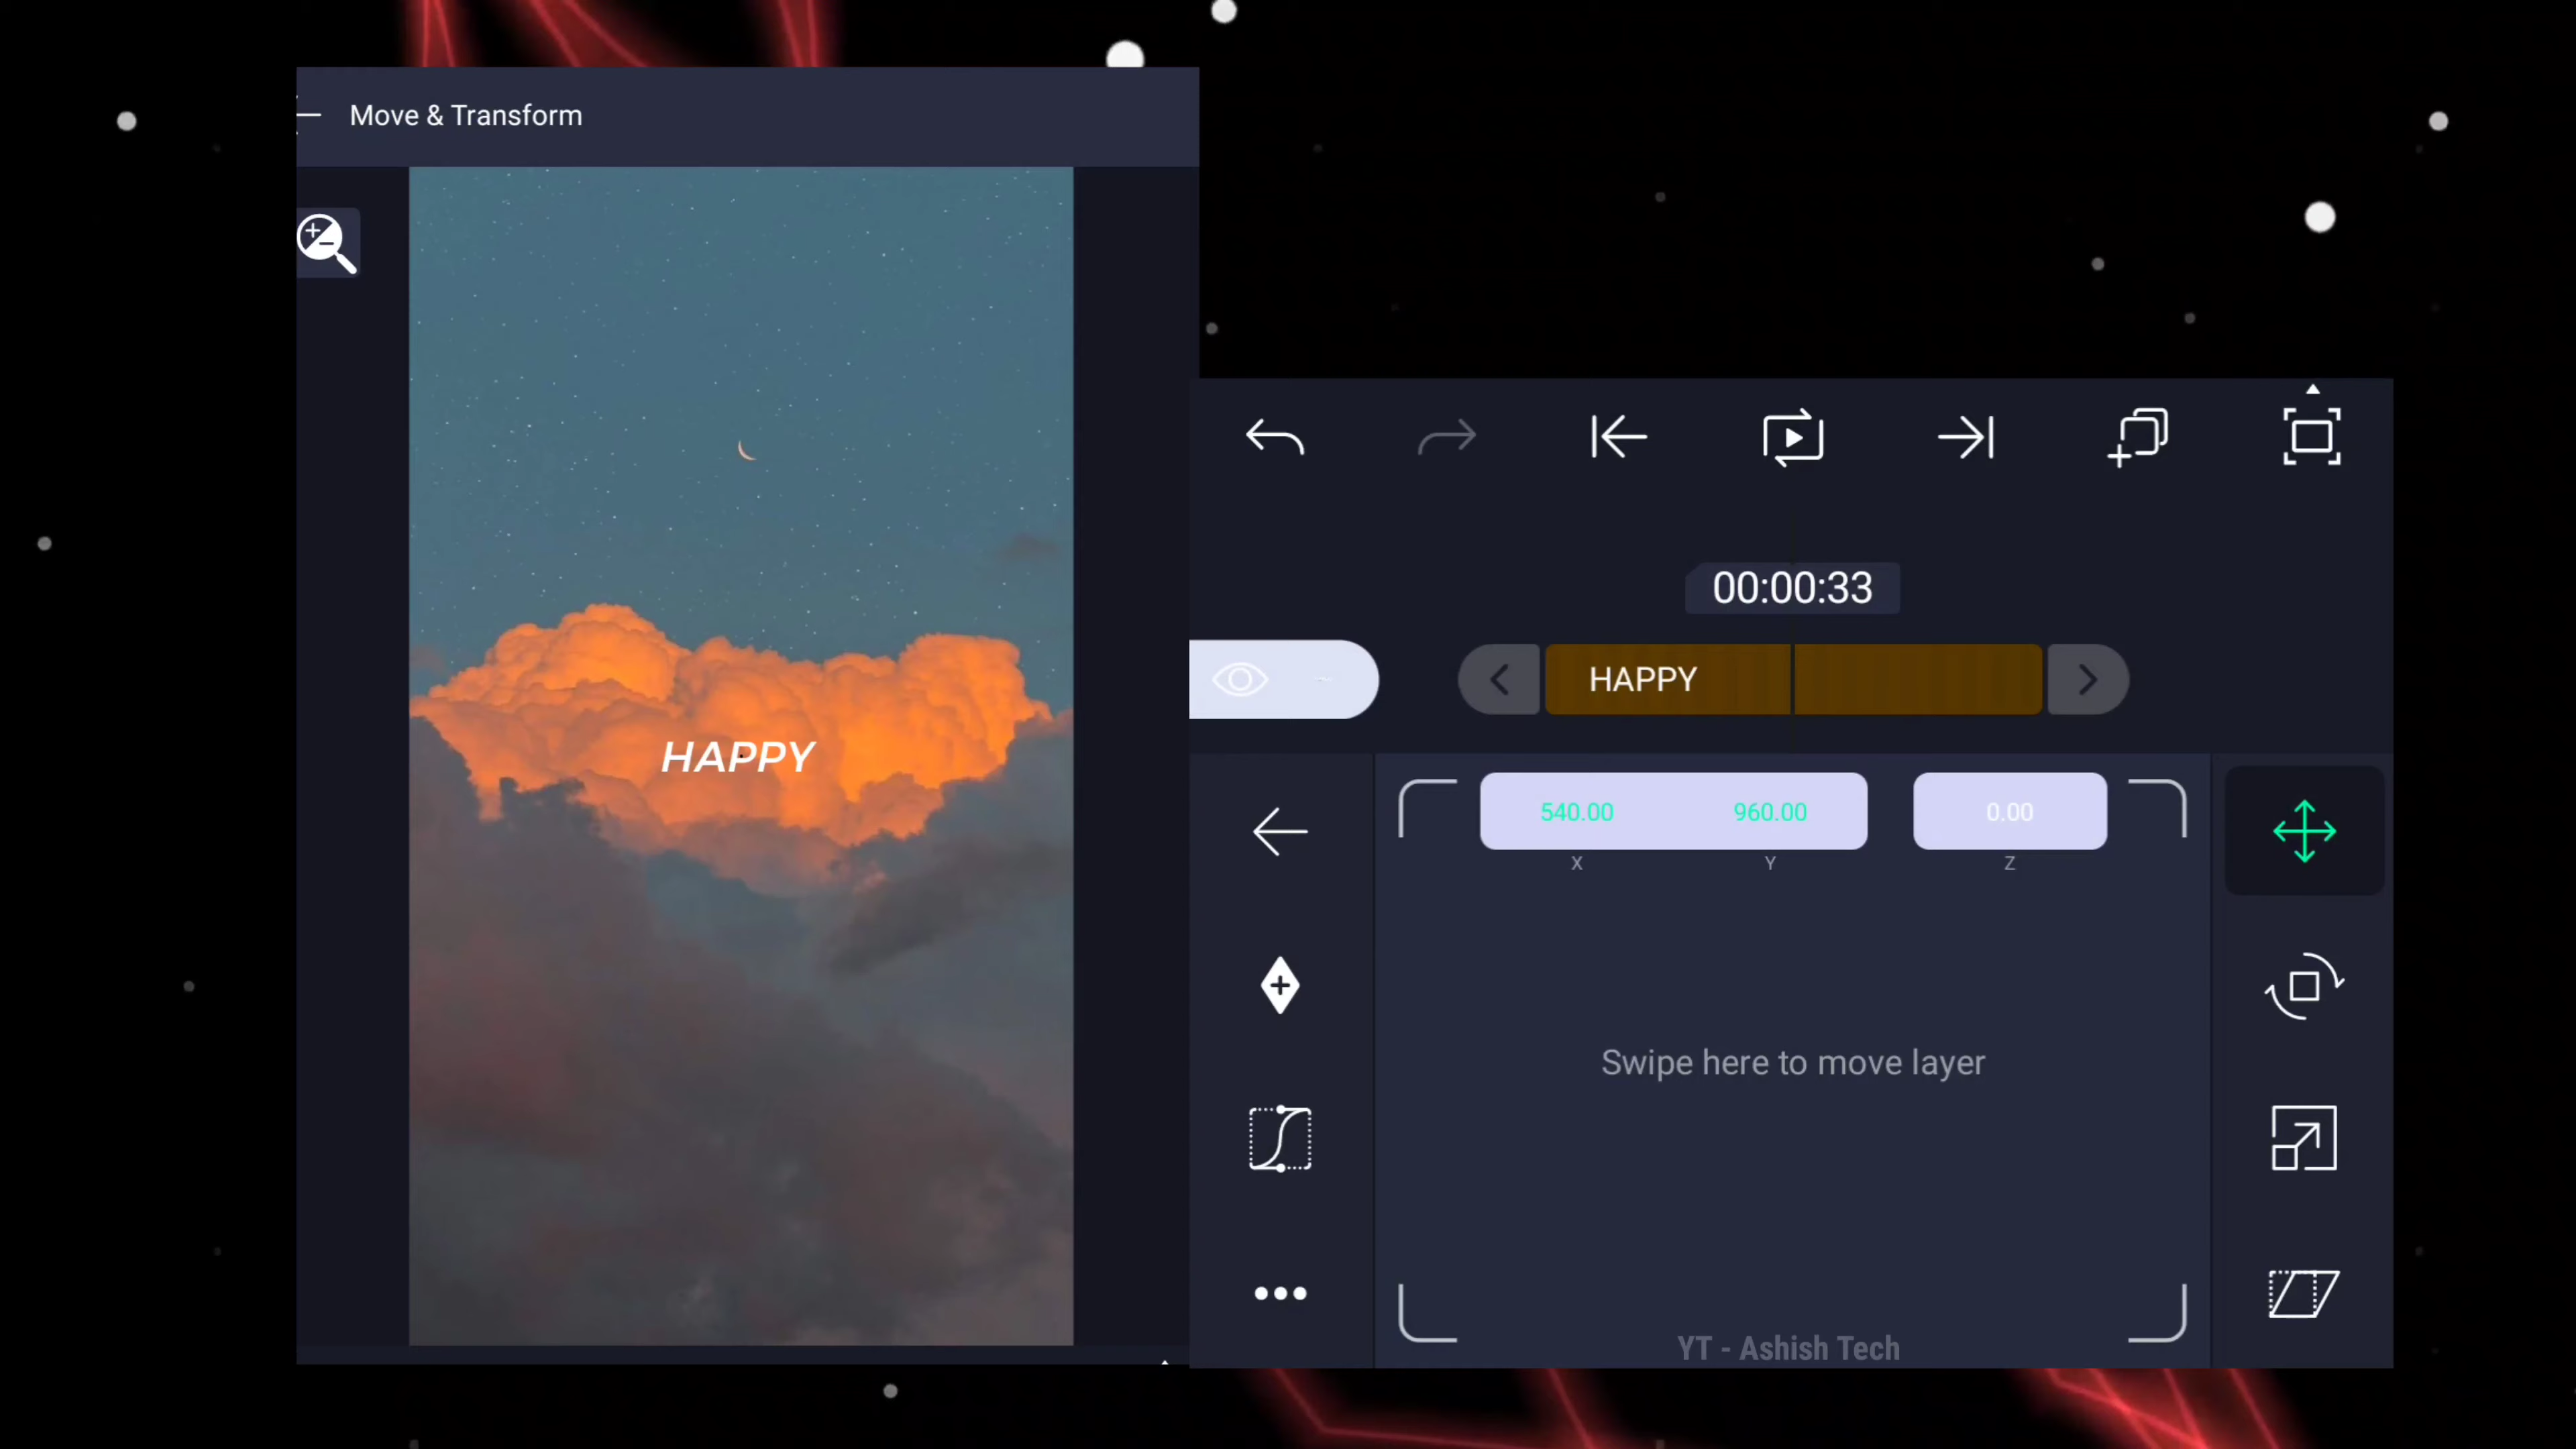 Move & Transform
HAPPY
00:00:33
HAPPY
540.00 960.00 0.00
X Y Z
Swipe here to move layer
YT - Ashish Tech